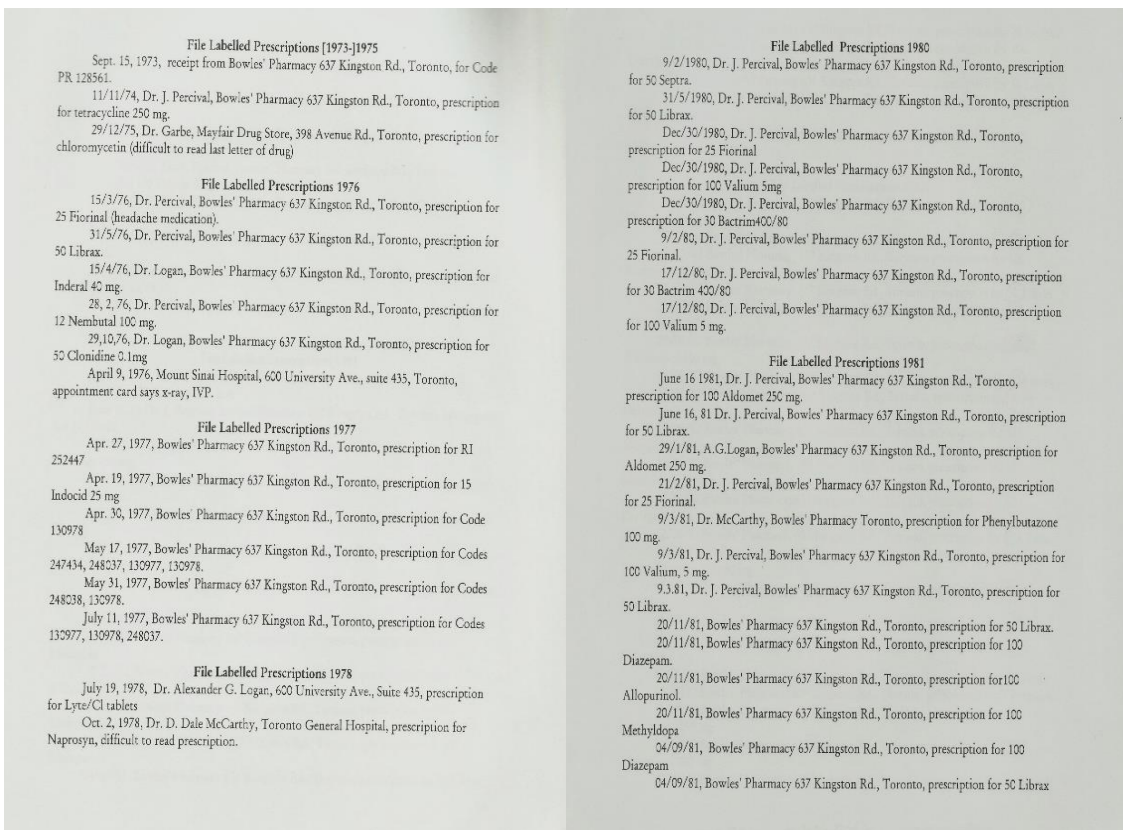 File Labelled Prescriptions [1973-]1975
Sept. 15, 1973, receipt from Bowles' Pharmacy 637 Kingston Rd., Toronto, for Code
PR 128561.
11/11/74, Dr. J. Percival, Bowles' Pharmacy 637 Kingston Rd., Toronto, prescription
for tetracycline 250 mg.
29/12/75, Dr. Garbe, Mayfair Drug Store, 398 Avenue Rd., Toronto, prescription for
chloromycetin (difficult to read last letter of drug)
File Labelled Prescriptions 1976
15/3/76, Dr. Percival, Bowles' Pharmacy 637 Kingston Rd., Toronto, prescription for
25 Fiorinal (headache medication).
31/5/76, Dr. Percival, Bowles' Pharmacy 637 Kingston Rd., Toronto, prescription for
50 Librax.
15/4/76, Dr. Logan, Bowles' Pharmacy 637 Kingston Rd., Toronto, prescription for
Inderal 40 mg.
28, 2, 76, Dr. Percival, Bowles' Pharmacy 637 Kingston Rd., Toronto, prescription for
12 Nembutal 100 mg.
29,10,76, Dr. Logan, Bowles' Pharmacy 637 Kingston Rd., Toronto, prescription for
50 Clonidine 0.1mg
April 9, 1976, Mount Sinai Hospital, 600 University Ave., suite 435, Toronto,
appointment card says x-ray, IVP.
File Labelled Prescriptions 1977
Apr. 27, 1977, Bowles' Pharmacy 637 Kingston Rd., Toronto, prescription for RI
252447
Apr. 19, 1977, Bowles' Pharmacy 637 Kingston Rd., Toronto, prescription for 15
Indocid 25 mg
Apr. 30, 1977, Bowles' Pharmacy 637 Kingston Rd., Toronto, prescription for Code
130978
May 17, 1977, Bowles' Pharmacy 637 Kingston Rd., Toronto, prescription for Codes
247434, 248037, 130977, 130978.
May 31, 1977, Bowles' Pharmacy 637 Kingston Rd., Toronto, prescription for Codes
248038, 130978.
July 11, 1977, Bowles' Pharmacy 637 Kingston Rd., Toronto, prescription for Codes
130977, 130978, 248037.
File Labelled Prescriptions 1978
July 19, 1978, Dr. Alexander G. Logan, 600 University Ave., Suite 435, prescription
for Lyte/Cl tablets
Oct. 2, 1978, Dr. D. Dale McCarthy, Toronto General Hospital, prescription for
Naprosyn, difficult to read prescription.
File Labelled Prescriptions 1980
9/2/1980, Dr. J. Percival, Bowles' Pharmacy 637 Kingston Rd., Toronto, prescription
for 50 Septra.
31/5/1980, Dr. J. Percival, Bowles' Pharmacy 637 Kingston Rd., Toronto, prescription
for 50 Librax.
Dec/30/1980, Dr. J. Percival, Bowles' Pharmacy 637 Kingston Rd., Toronto,
prescription for 25 Fiorinal
Dec/30/1980, Dr. J. Percival, Bowles' Pharmacy 637 Kingston Rd., Toronto,
prescription for 100 Valium 5mg
Dec/30/1980, Dr. J. Percival, Bowles' Pharmacy 637 Kingston Rd., Toronto,
prescription for 30 Bactrim400/80
9/2/80, Dr. J. Percival, Bowles' Pharmacy 637 Kingston Rd., Toronto, prescription for
25 Fiorinal.
17/12/80, Dr. J. Percival, Bowles' Pharmacy 637 Kingston Rd., Toronto, prescription
for 30 Bactrim 400/80
17/12/80, Dr. J. Percival, Bowles' Pharmacy 637 Kingston Rd., Toronto, prescription
for 100 Valium 5 mg.
File Labelled Prescriptions 1981
June 16 1981, Dr. J. Percival, Bowles' Pharmacy 637 Kingston Rd., Toronto,
prescription for 100 Aldomet 250 mg.
June 16, 81 Dr. J. Percival, Bowles' Pharmacy 637 Kingston Rd., Toronto, prescription
for 50 Librax.
29/1/81, A.G.Logan, Bowles' Pharmacy 637 Kingston Rd., Toronto, prescription for
Aldomet 250 mg.
21/2/81, Dr. J. Percival, Bowles' Pharmacy 637 Kingston Rd., Toronto, prescription
for 25 Fiorinal.
9/3/81, Dr. McCarthy, Bowles' Pharmacy Toronto, prescription for Phenylbutazone
100 mg.
9/3/81, Dr. J. Percival, Bowles' Pharmacy 637 Kingston Rd., Toronto, prescription for
100 Valium, 5 mg.
9.3.81, Dr. J. Percival, Bowles' Pharmacy 637 Kingston Rd., Toronto, prescription for
50 Librax.
20/11/81, Bowles' Pharmacy 637 Kingston Rd., Toronto, prescription for 50 Librax.
20/11/81, Bowles' Pharmacy 637 Kingston Rd., Toronto, prescription for 100
Diazepam.
20/11/81, Bowles' Pharmacy 637 Kingston Rd., Toronto, prescription for100
Allopurinol.
20/11/81, Bowles' Pharmacy 637 Kingston Rd., Toronto, prescription for 100
Methyldopa
04/09/81, Bowles' Pharmacy 637 Kingston Rd., Toronto, prescription for 100
Diazepam
04/09/81, Bowles' Pharmacy 637 Kingston Rd., Toronto, prescription for 50 Librax